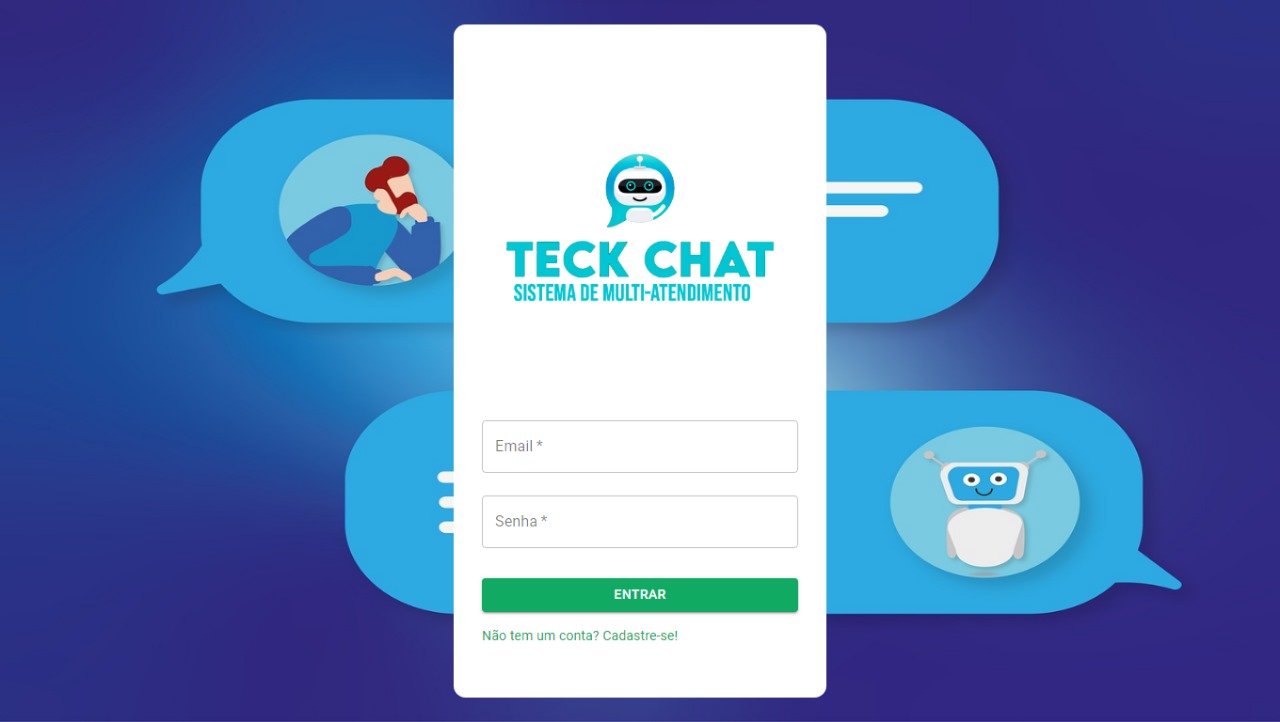 TECK CHAT
SISTEMA DE MULTI-ATENDIMENTO
Email *
Senha *
ENTRAR
Não tem um conta? Cadastre-se!